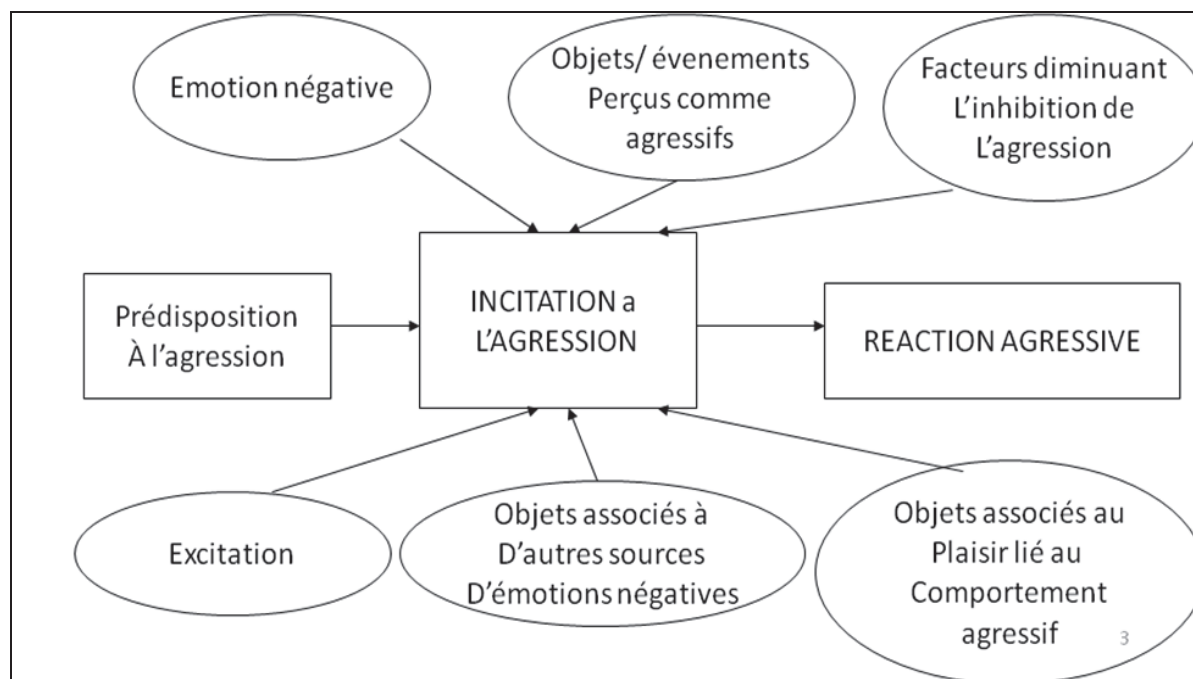 Emotion négative
Objets/ évenements
Perçus comme
agressifs
Facteurs diminuant
L’inhibition de
L’agression
Prédisposition
À l’agression
INCITATION a
L’AGRESSION
REACTION AGRESSIVE
Excitation
Objets associés à
D’autres sources
D’émotions négatives
Objets associés au
Plaisir lié au
Comportement
agressif
3